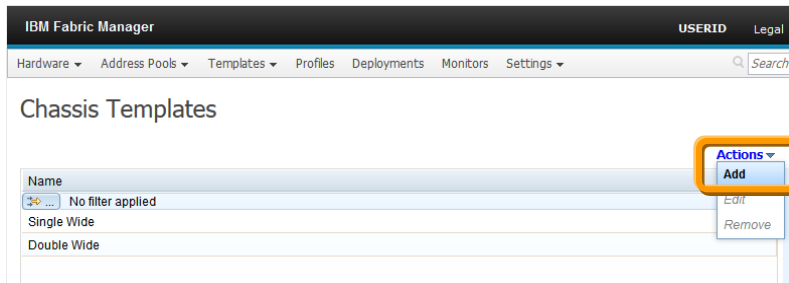 IBM Fabric Manager USERID Legal
Hardware Address Pools Templates Profiles Deployments Monitors Settings Search
Chassis Templates
Actions
Name Add
... No filter applied Edit
Single Wide Remove
Double Wide